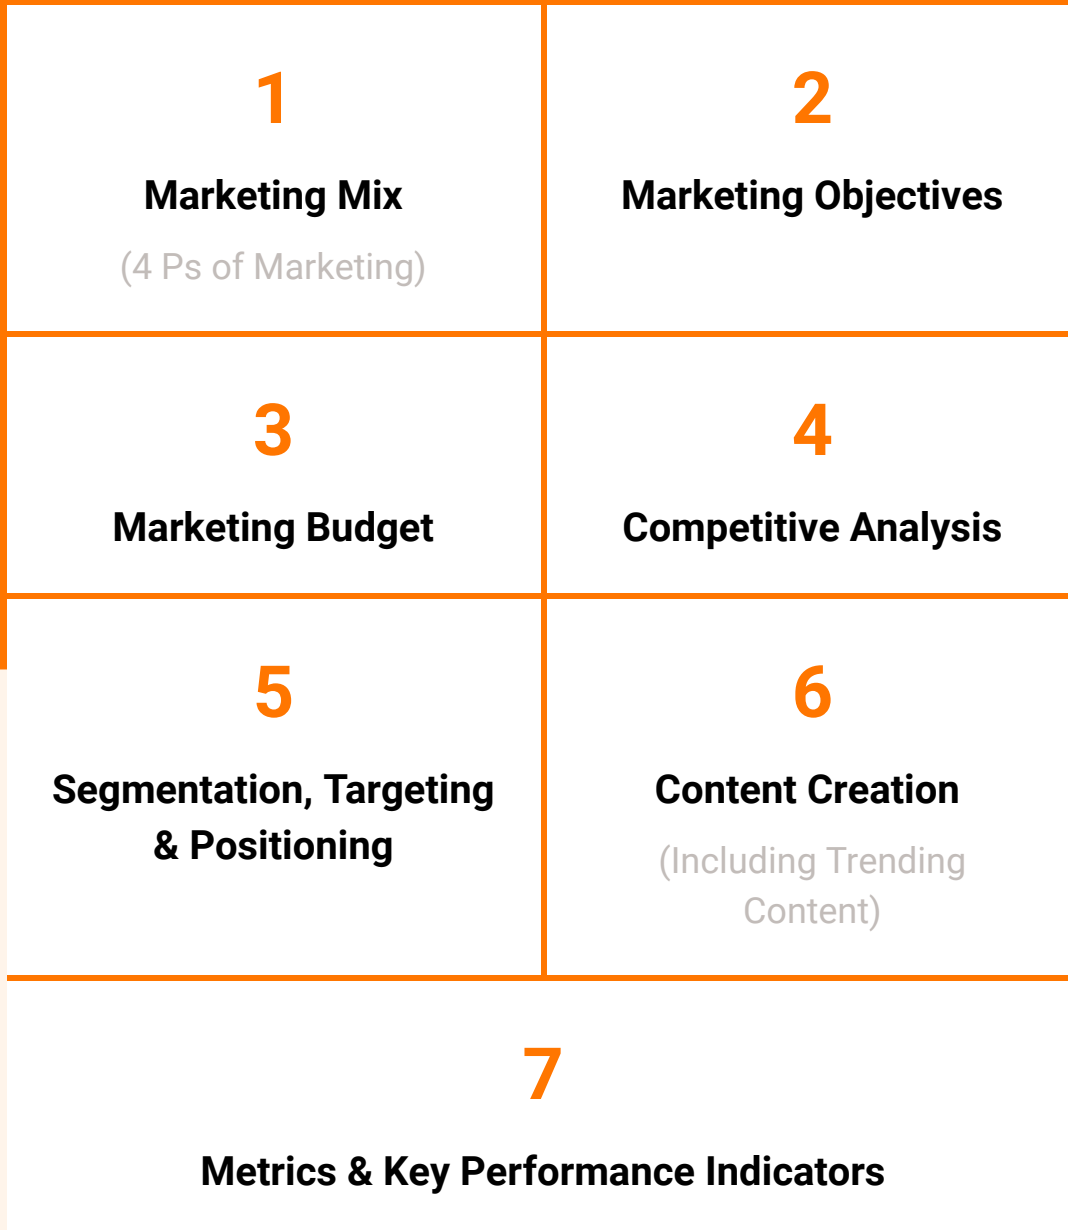 1
Marketing Mix
(4 Ps of Marketing)
2
Marketing Objectives
3
Marketing Budget
4
Competitive Analysis
5
Segmentation, Targeting
& Positioning
6
Content Creation
(Including Trending
Content)
7
Metrics & Key Performance Indicators